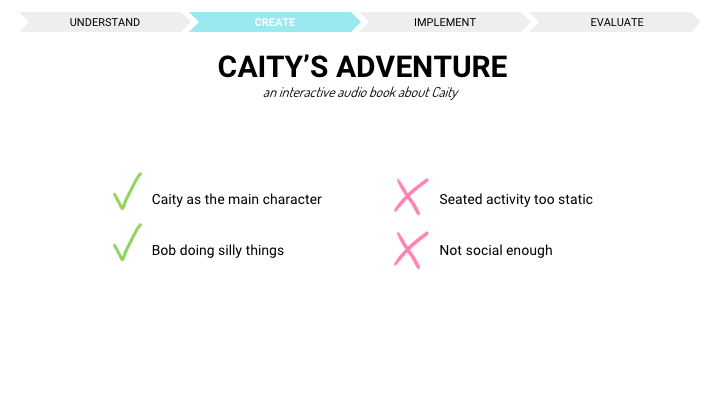 UNDERSTAND
CREATE
IMPLEMENT
EVALUATE
CAITY’S ADVENTURE
an interactive audio book about Caity
Caity as the main character
Seated activity too static
Bob doing silly things
Not social enough